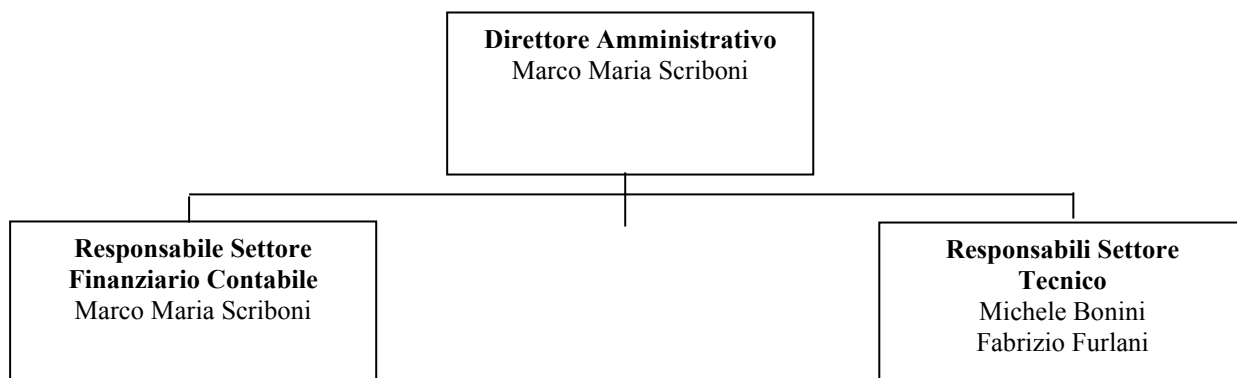 Direttore Amministrativo
Marco Maria Scriboni
Responsabile Settore
Finanziario Contabile
Marco Maria Scriboni
Responsabili Settore
Tecnico
Michele Bonini
Fabrizio Furlani